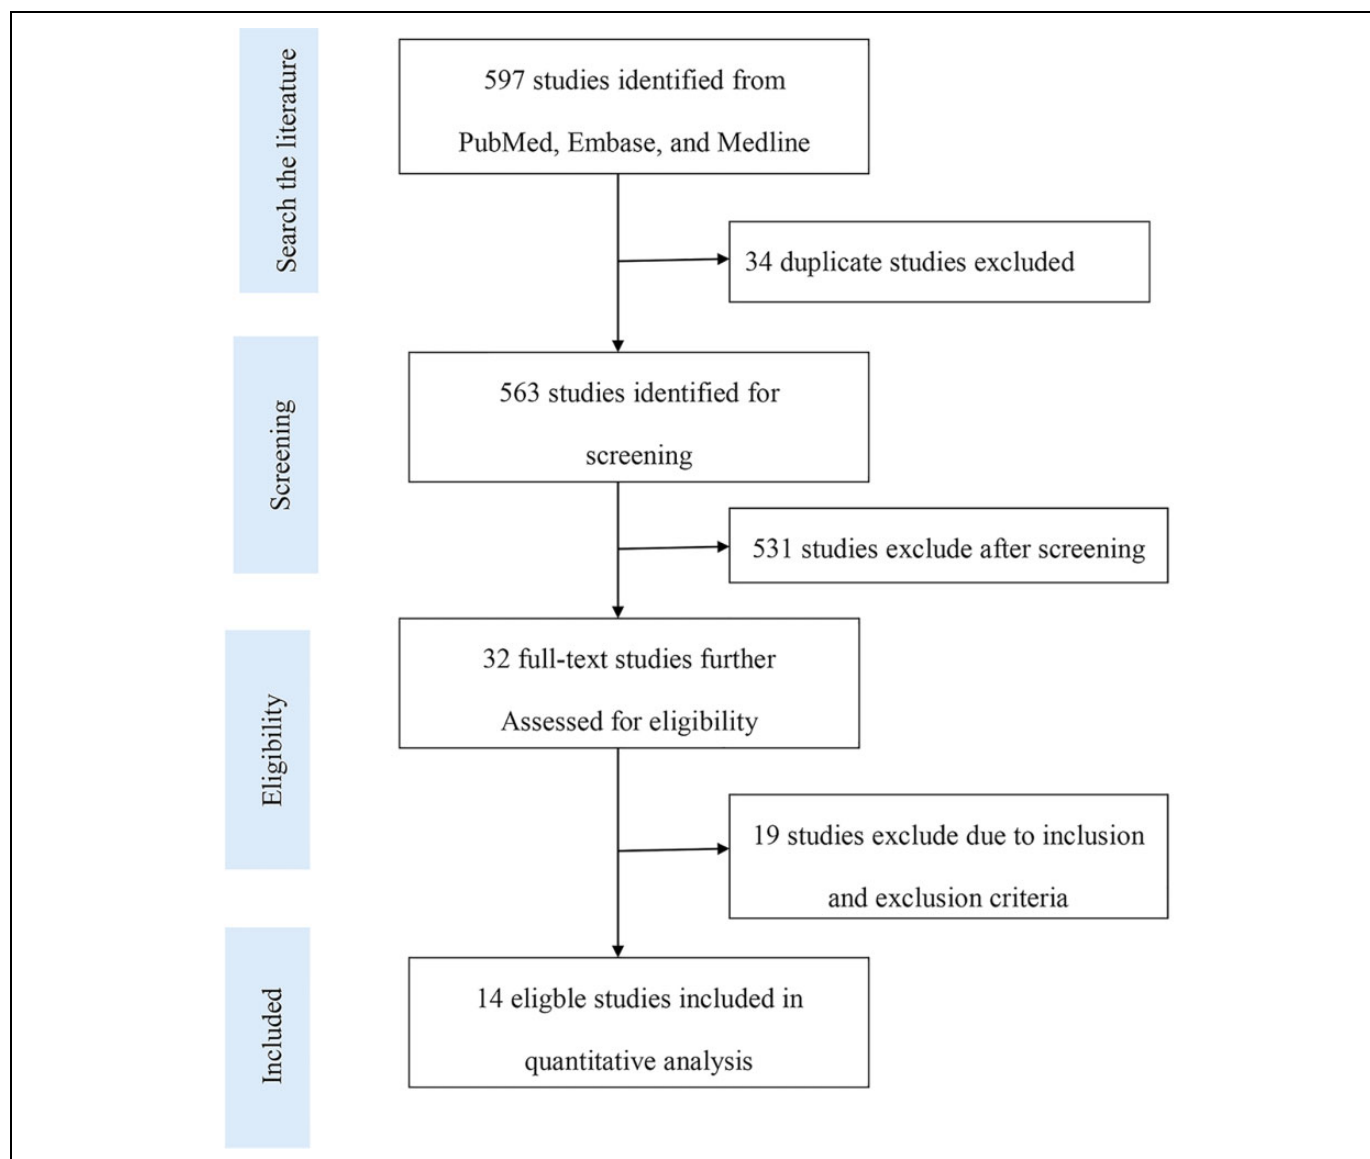 Search the literature
597 studies identified from
PubMed, Embase, and Medline
34 duplicate studies excluded
Screening
563 studies identified for
screening
531 studies exclude after screening
Eligibility
32 full-text studies further
Assessed for eligibility
19 studies exclude due to inclusion
and exclusion criteria
Included
14 eligble studies included in
quantitative analysis